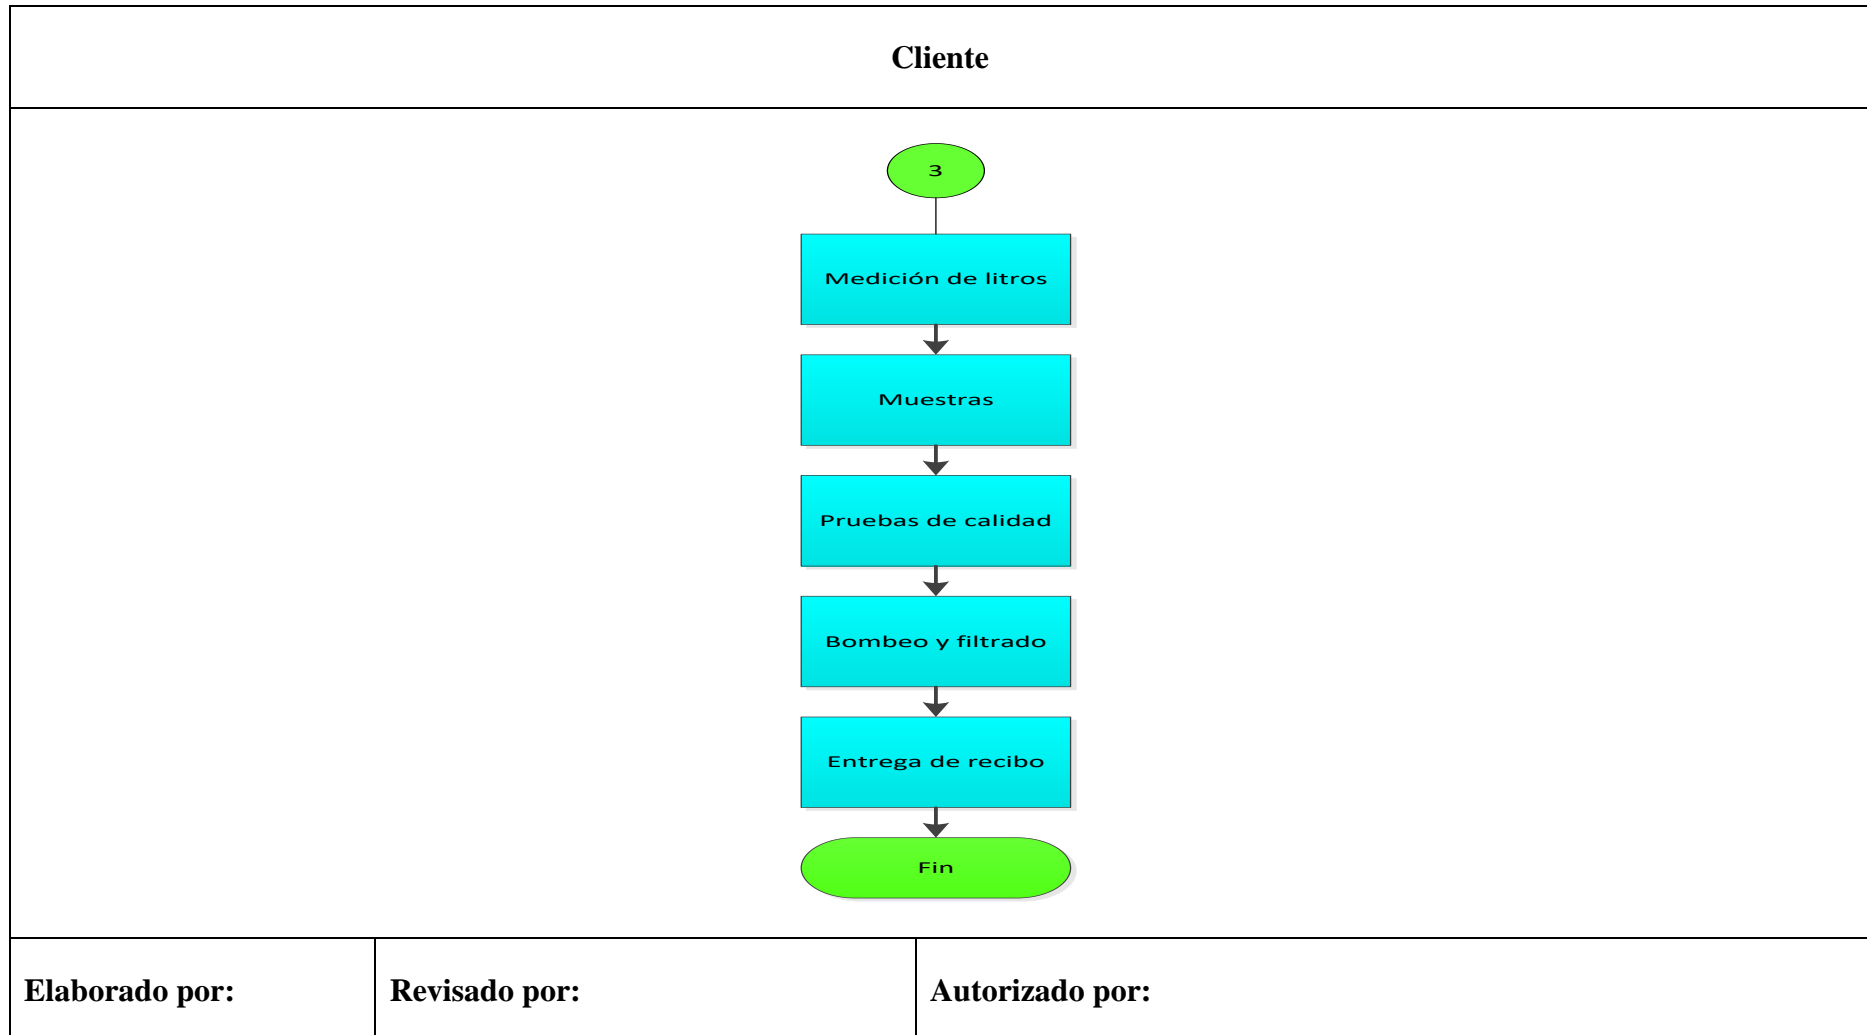 Cliente
3
Medición de litros
Muestras
Pruebas de calidad
Bombeo y filtrado
Entrega de recibo
Fin
Elaborado por:
Revisado por:
Autorizado por: